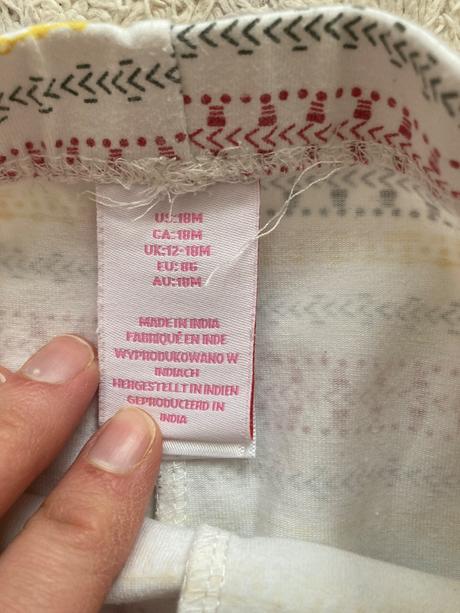 US:18M
CA:18M
UK:12-18M
EU: 86
AU:18M
MADE IN INDIA
FABRIQUÉ EN INDE
WYPRODUKOWANO W
INDIACH
HERGESTELLT IN INDIEN
GEPRODUCEERD IN
INDIA